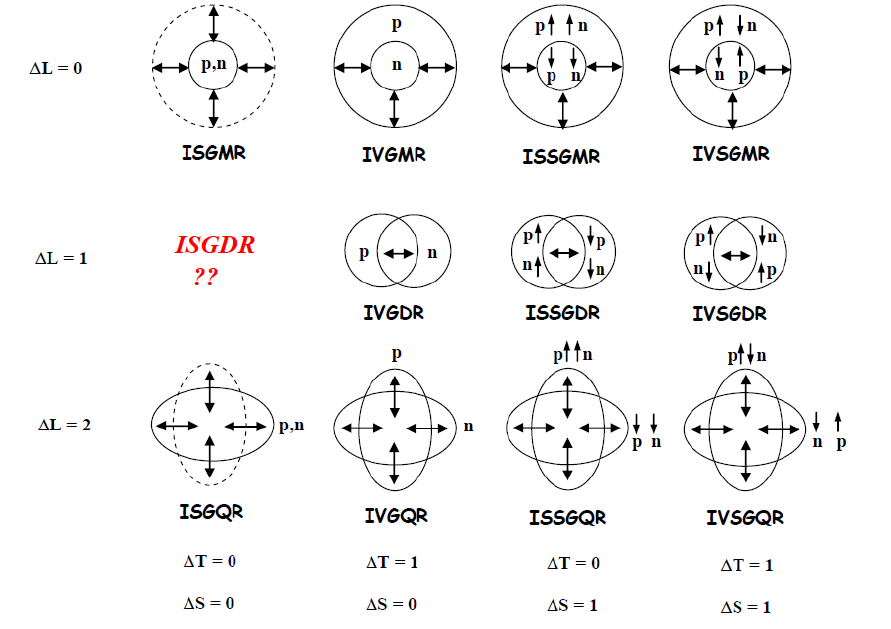 p p↑ ↑n p↑ ↓n
ΔL = 0 p,n n ↓p ↓n ↓n ↑p
ISGMR IVGMR ISSGMR IVSGMR
ΔL = 1 ISGDR p n p↑ ↓p p↑ ↓n
?? n↑ ↓n n↓ ↑p
IVGDR ISSGDR IVSGDR
p p↑↑n p↑↓n
ΔL = 2 p,n n ↓p ↓n ↓n ↑p
ISGQR IVGQR ISSGQR IVSGQR
ΔT = 0 ΔT = 1 ΔT = 0 ΔT = 1
ΔS = 0 ΔS = 0 ΔS = 1 ΔS = 1